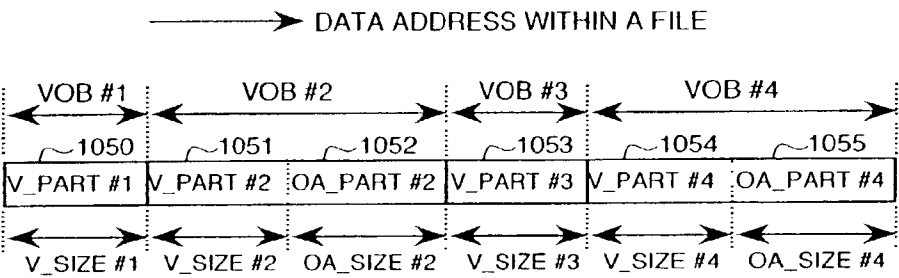 DATA ADDRESS WITHIN A FILE
VOB #1 VOB #2 VOB #3 VOB #4
1050 1051 1052 1053 1054 1055
V_PART #1 V_PART #2 OA_PART #2 V_PART #3 V_PART #4 OA_PART #4
V_SIZE #1 V_SIZE #2 OA_SIZE #2 V_SIZE #3 V_SIZE #4 OA_SIZE #4